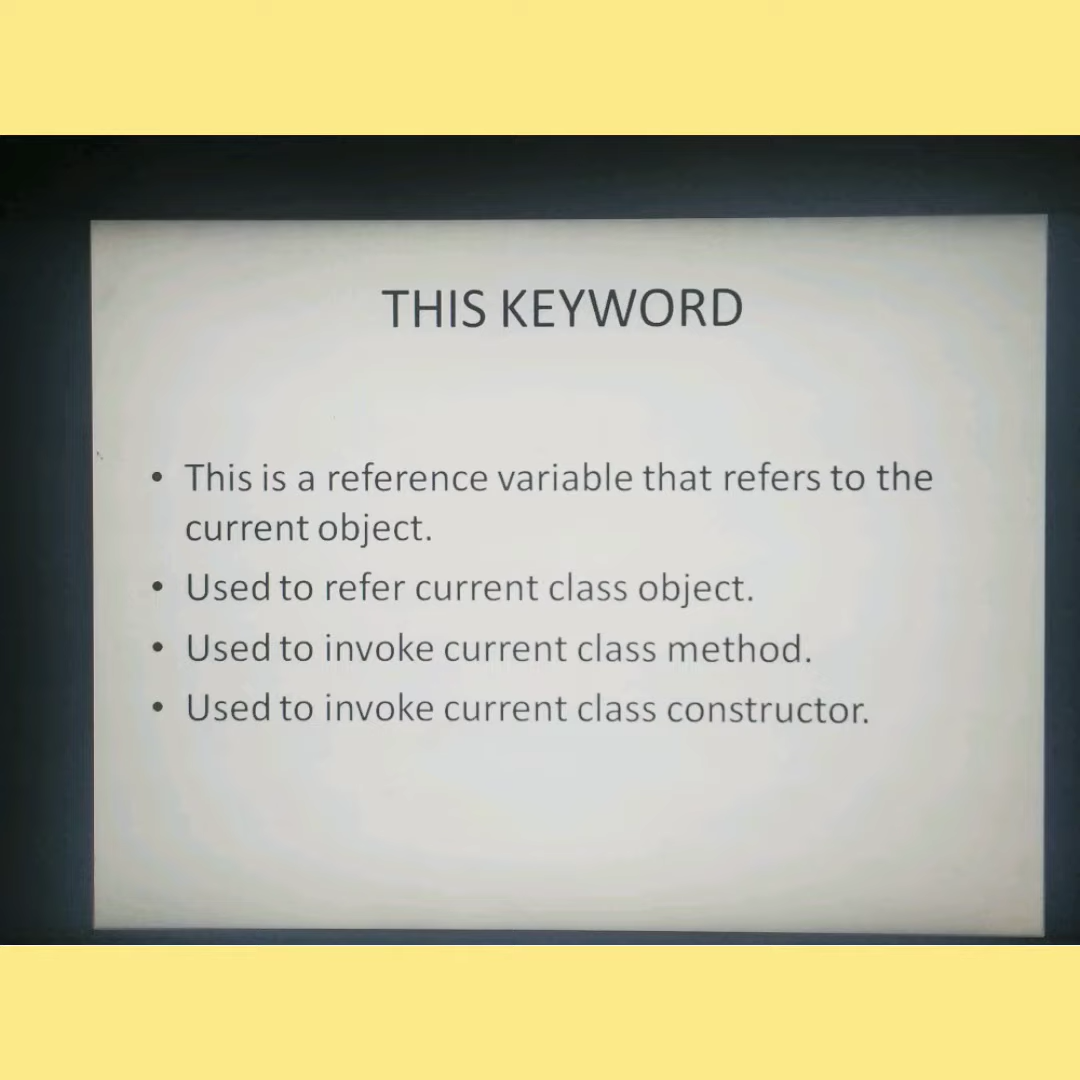 THIS KEYWORD
• This is a reference variable that refers to the
current object.
• Used to refer current class object.
• Used to invoke current class method.
• Used to invoke current class constructor.